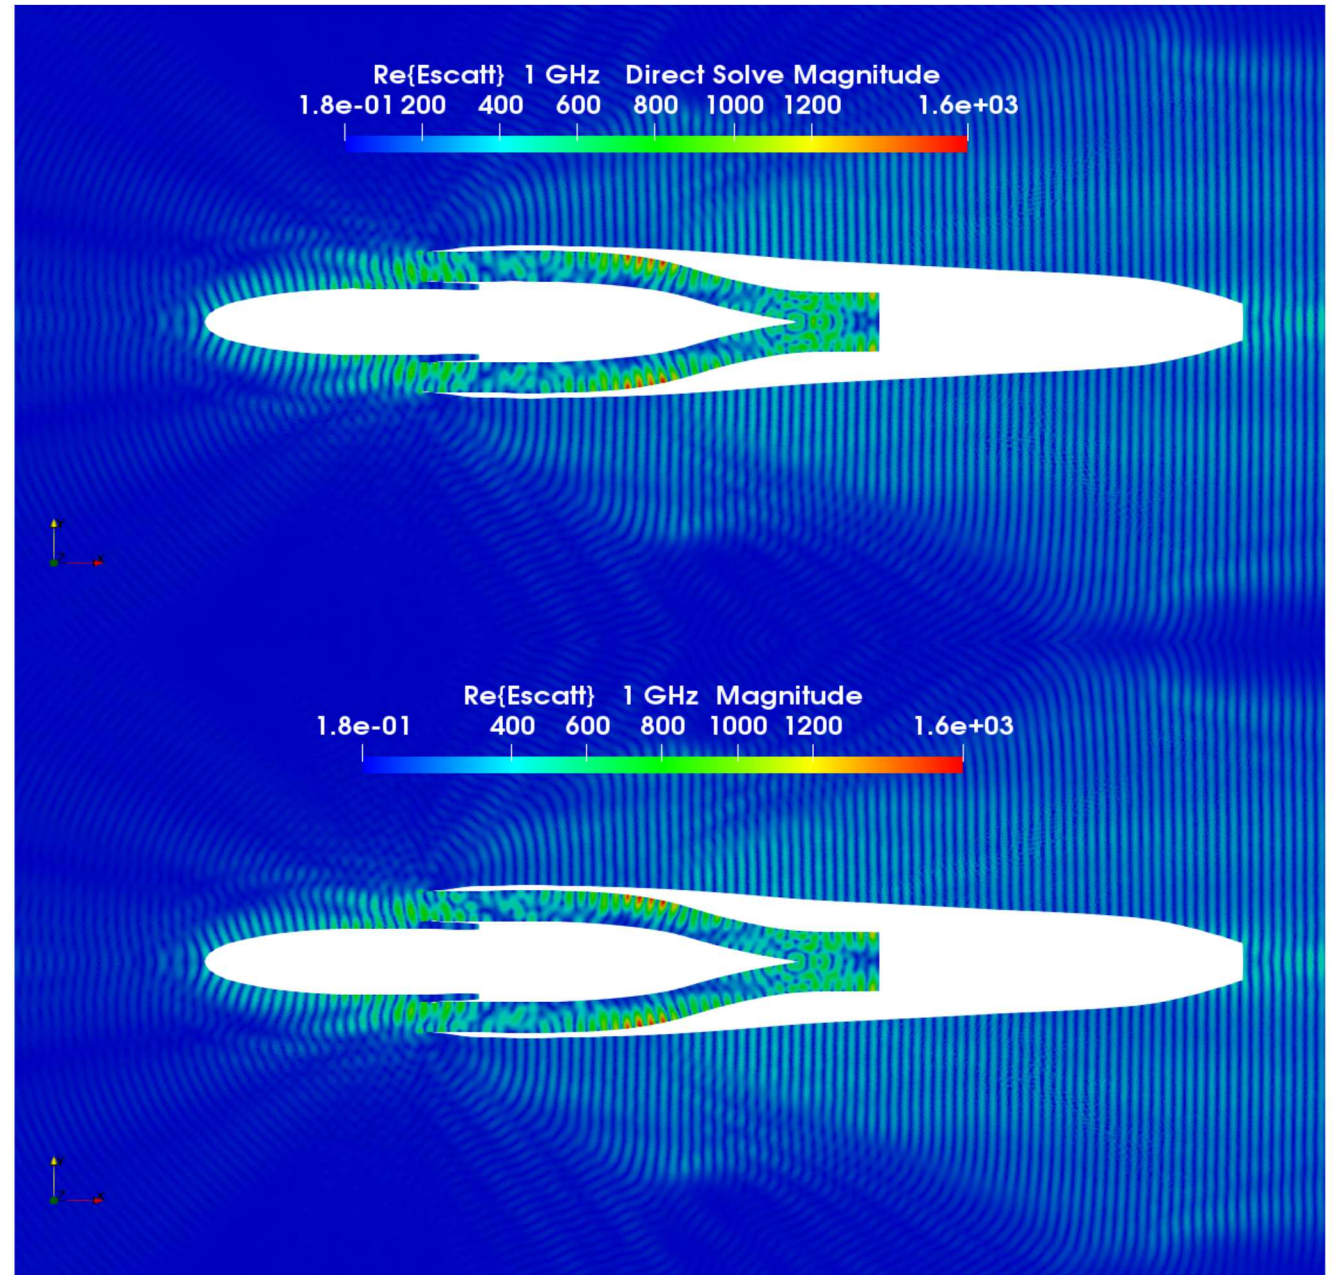 Re{Escatt} 1 GHz Direct Solve Magnitude
1.8e-01 200 400 600 800 1000 1200 1.6e+03
Y
Z X
Re{Escatt} 1 GHz Magnitude
1.8e-01 400 600 800 1000 1200 1.6e+03
Y
Z X